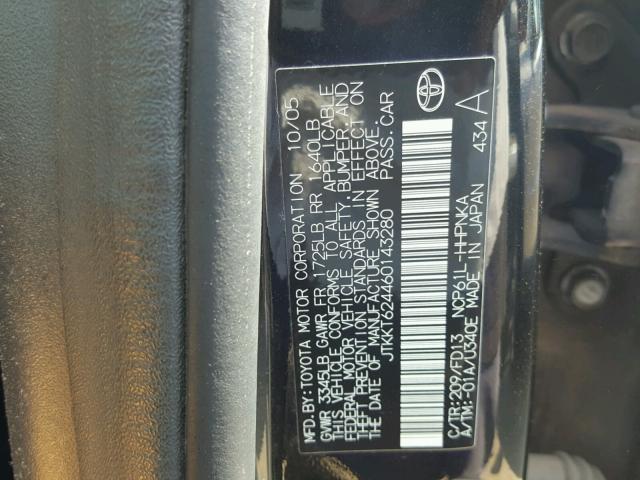 MFD.BY:TOYOTA MOTOR CORPORATION 10/05
GVWR 3345LB GAWR FR 1725LB RR 1640LB
THIS VEHICLE CONFORMS TO ALL APPLICABLE
FEDERAL MOTOR VEHICLE SAFETY, BUMPER, AND
THEFT PREVENTION STANDARDS IN EFFECT ON
THE DATE OF MANUFACTURE SHOWN ABOVE.
JTKKT624460143280 PASS.CAR
C/TR:209/FD13 NCP61L-HHPNKA
A/TM:-01A/U340E MADE IN JAPAN 434 A